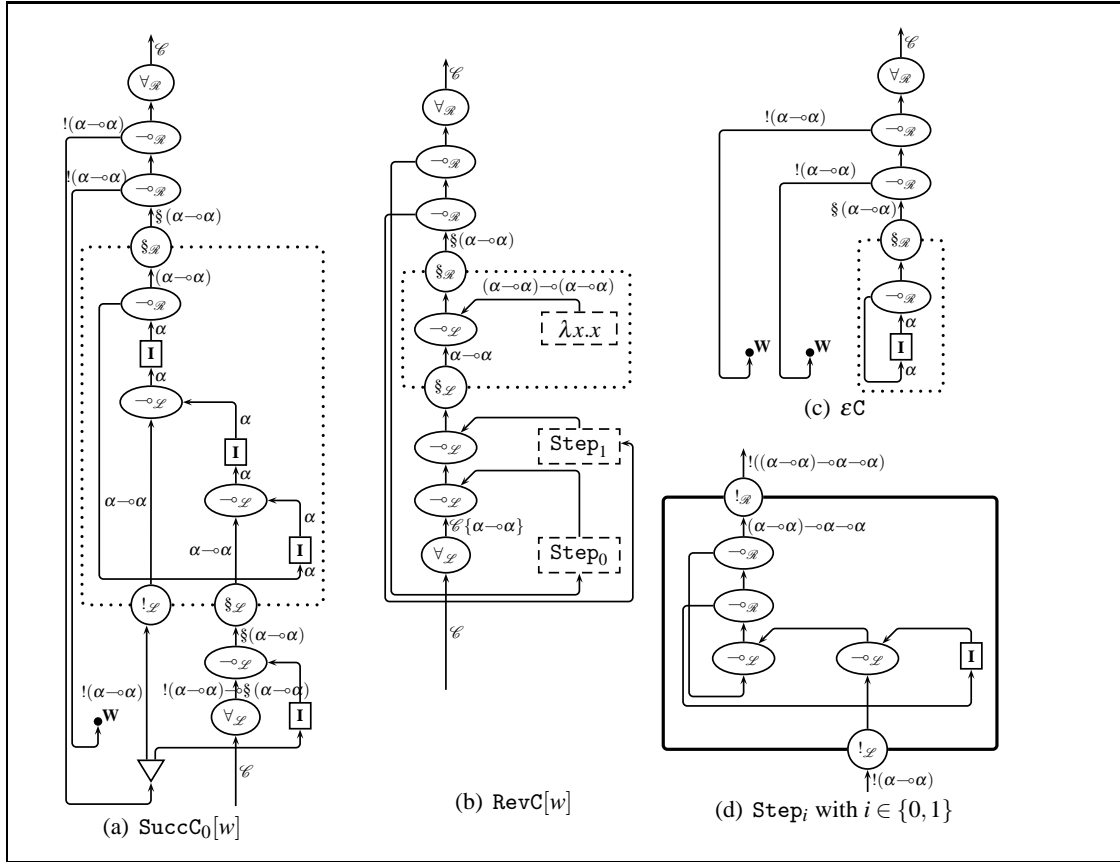 𝒞
∀ℛ
!(α⊸α)
⊸ℛ
!(α⊸α)
⊸ℛ
§(α⊸α)
§ℛ
(α⊸α)
⊸ℛ
α
I
α
⊸ℒ
α
I
α
α⊸α
⊸ℒ
α
α⊸α
I
α
!ℒ
§ℒ
§(α⊸α)
⊸ℒ
!(α⊸α)
!(α⊸α)⊸§(α⊸α)
W
∀ℒ
I
𝒞
(a) SuccC₀[w]
𝒞
∀ℛ
⊸ℛ
⊸ℛ
§(α⊸α)
§ℛ
(α⊸α)⊸(α⊸α)
⊸ℒ
λx.x
α⊸α
§ℒ
⊸ℒ
Step₁
⊸ℒ
𝒞{α⊸α}
∀ℒ
Step₀
𝒞
(b) RevC[w]
𝒞
∀ℛ
!(α⊸α)
⊸ℛ
!(α⊸α)
⊸ℛ
§(α⊸α)
§ℛ
⊸ℛ
α
W
W
I
α
(c) εC
!((α⊸α)⊸α⊸α)
!ℛ
(α⊸α)⊸α⊸α
⊸ℛ
⊸ℛ
⊸ℒ
⊸ℒ
I
!ℒ
!(α⊸α)
(d) Stepᵢ with i ∈ {0,1}